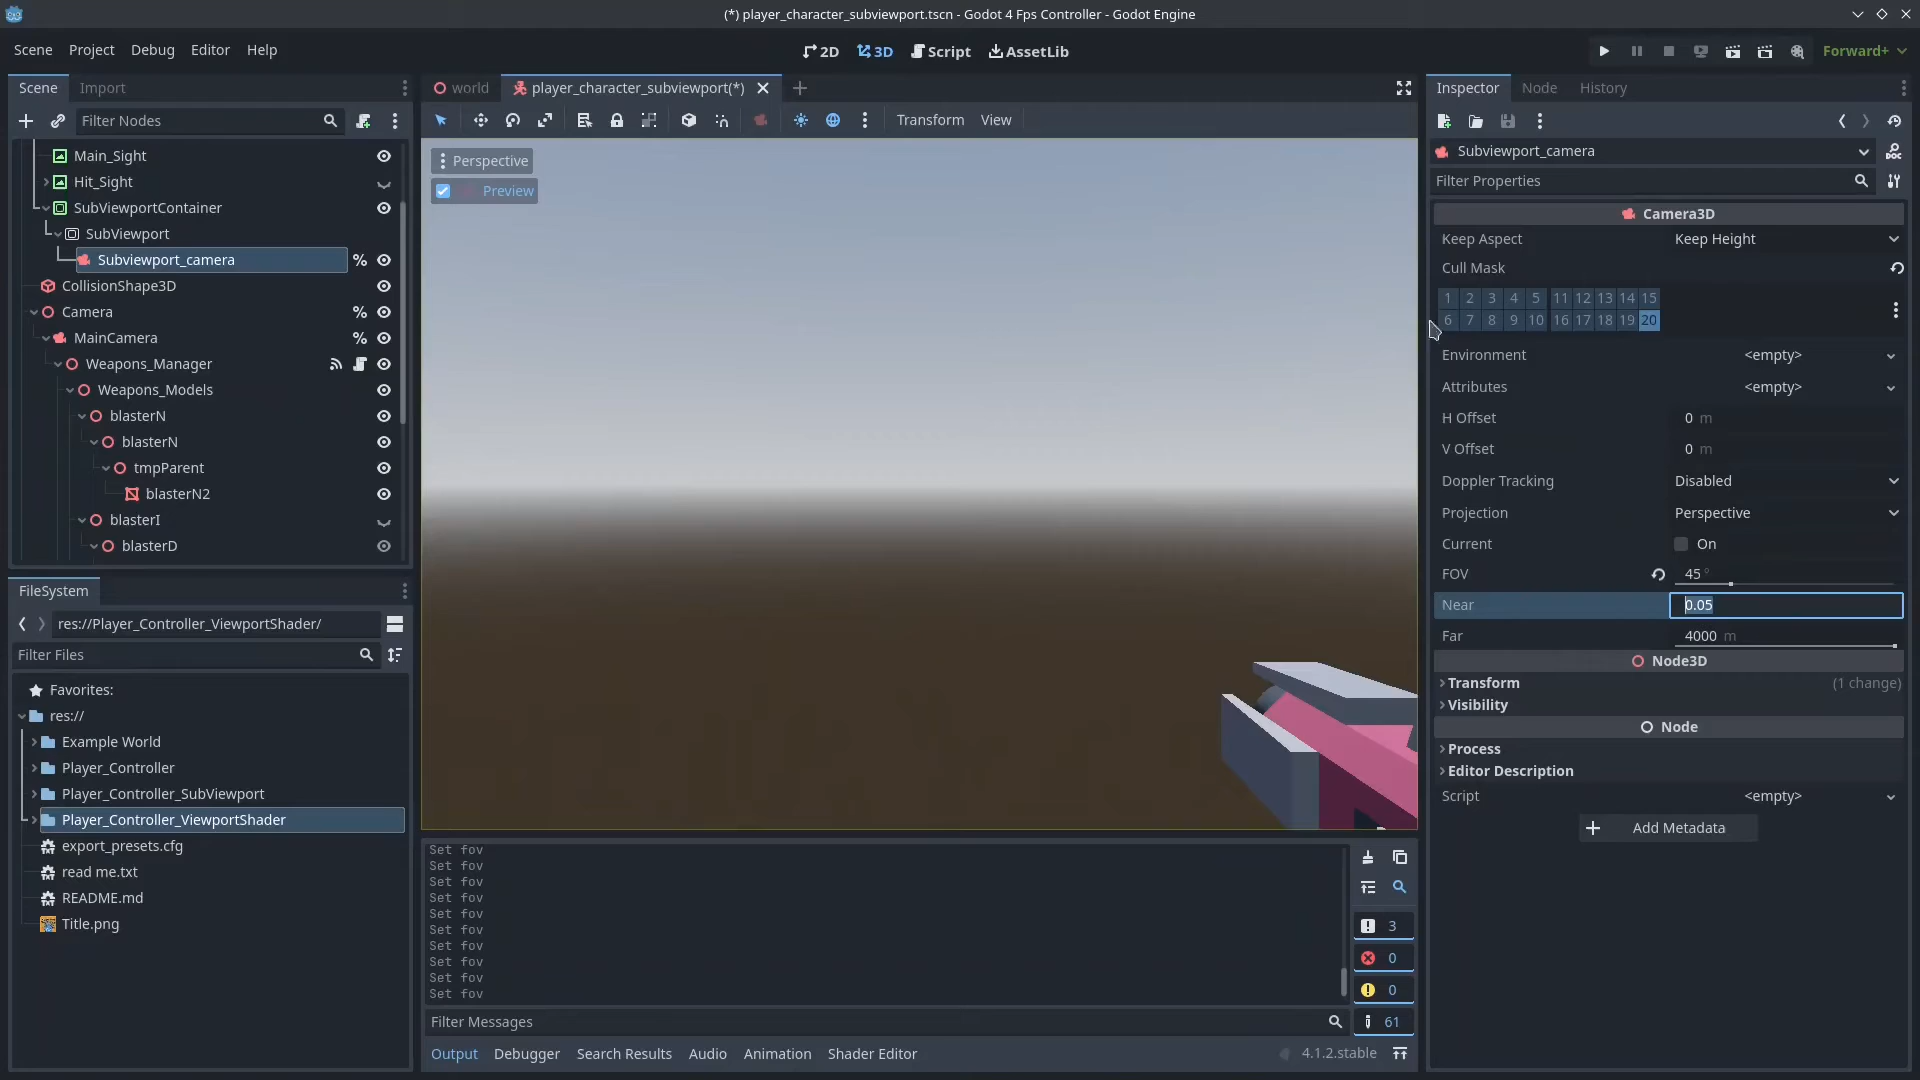 (*) player_character_subviewport.tscn - Godot 4 Fps Controller - Godot Engine
Scene Project Debug Editor Help
2D 3D Script AssetLib
Forward+
Scene Import
Filter Nodes
Main_Sight
Hit_Sight
SubViewportContainer
SubViewport
Subviewport_camera %
CollisionShape3D
Camera %
MainCamera %
Weapons_Manager
Weapons_Models
blasterN
blasterN
tmpParent
blasterN2
blasterI
blasterD
FileSystem
res://Player_Controller_ViewportShader/
Filter Files
Favorites:
res://
Example World
Player_Controller
Player_Controller_SubViewport
Player_Controller_ViewportShader
export_presets.cfg
read me.txt
README.md
Title.png
world player_character_subviewport(*)
Transform View
Perspective
Preview
Set fov
Set fov
Set fov
Set fov
Set fov
Set fov
Set fov
Set fov
Set fov
Set fov
3
0
0
61
Filter Messages
Output Debugger Search Results Audio Animation Shader Editor 4.1.2.stable
Inspector Node History
Subviewport_camera
DOC
Filter Properties
Camera3D
Keep Aspect Keep Height
Cull Mask
1 2 3 4 5 11 12 13 14 15
6 7 8 9 10 16 17 18 19 20
Environment <empty>
Attributes <empty>
H Offset 0 m
V Offset 0 m
Doppler Tracking Disabled
Projection Perspective
Current On
FOV 45 °
Near 0.05
Far 4000 m
Node3D
Transform (1 change)
Visibility
Node
Process
Editor Description
Script <empty>
Add Metadata